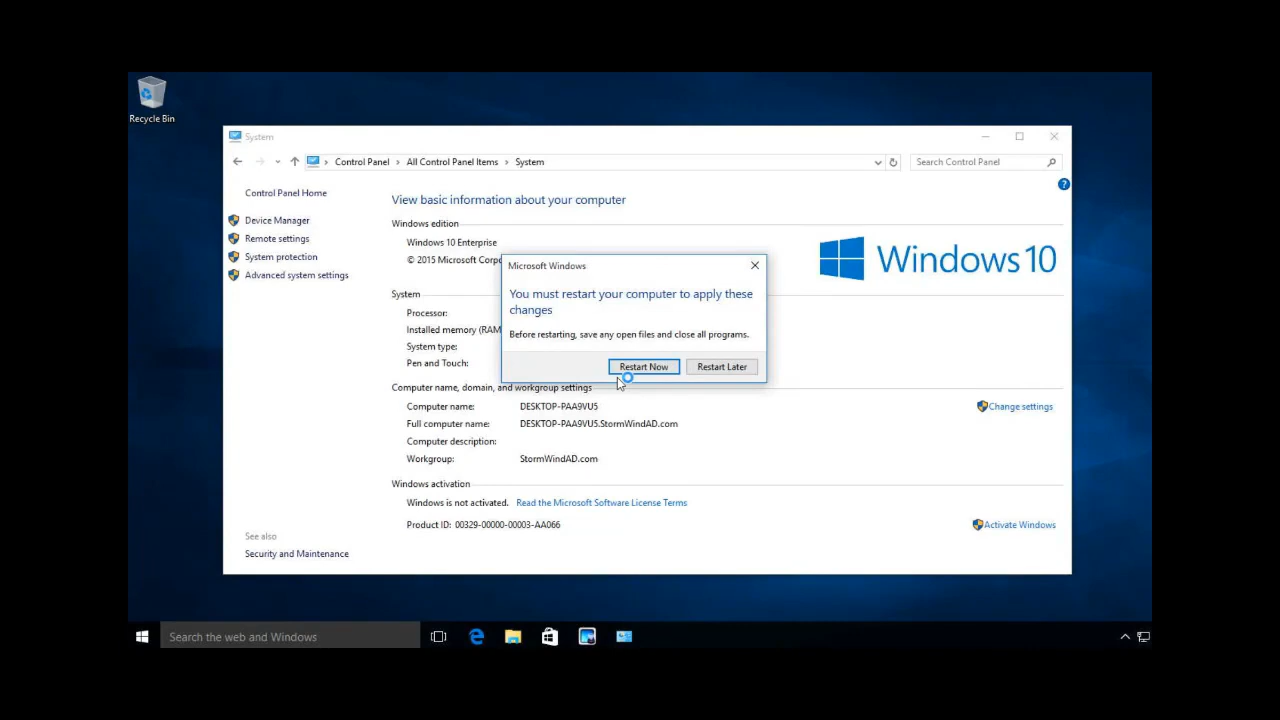 Recycle Bin
System
Control Panel > All Control Panel Items > System
Search Control Panel
Control Panel Home
Device Manager
Remote settings
System protection
Advanced system settings
See also
Security and Maintenance
View basic information about your computer
Windows edition
Windows 10 Enterprise
© 2015 Microsoft Corpo
Windows 10
System
Processor:
Installed memory (RAM
System type:
Pen and Touch:
Microsoft Windows
You must restart your computer to apply these
changes
Before restarting, save any open files and close all programs.
Restart Now
Restart Later
Computer name, domain, and workgroup settings
Computer name: DESKTOP-PAA9VU5
Change settings
Full computer name: DESKTOP-PAA9VU5.StormWindAD.com
Computer description:
Workgroup: StormWindAD.com
Windows activation
Windows is not activated. Read the Microsoft Software License Terms
Product ID: 00329-00000-00003-AA066
Activate Windows
Search the web and Windows